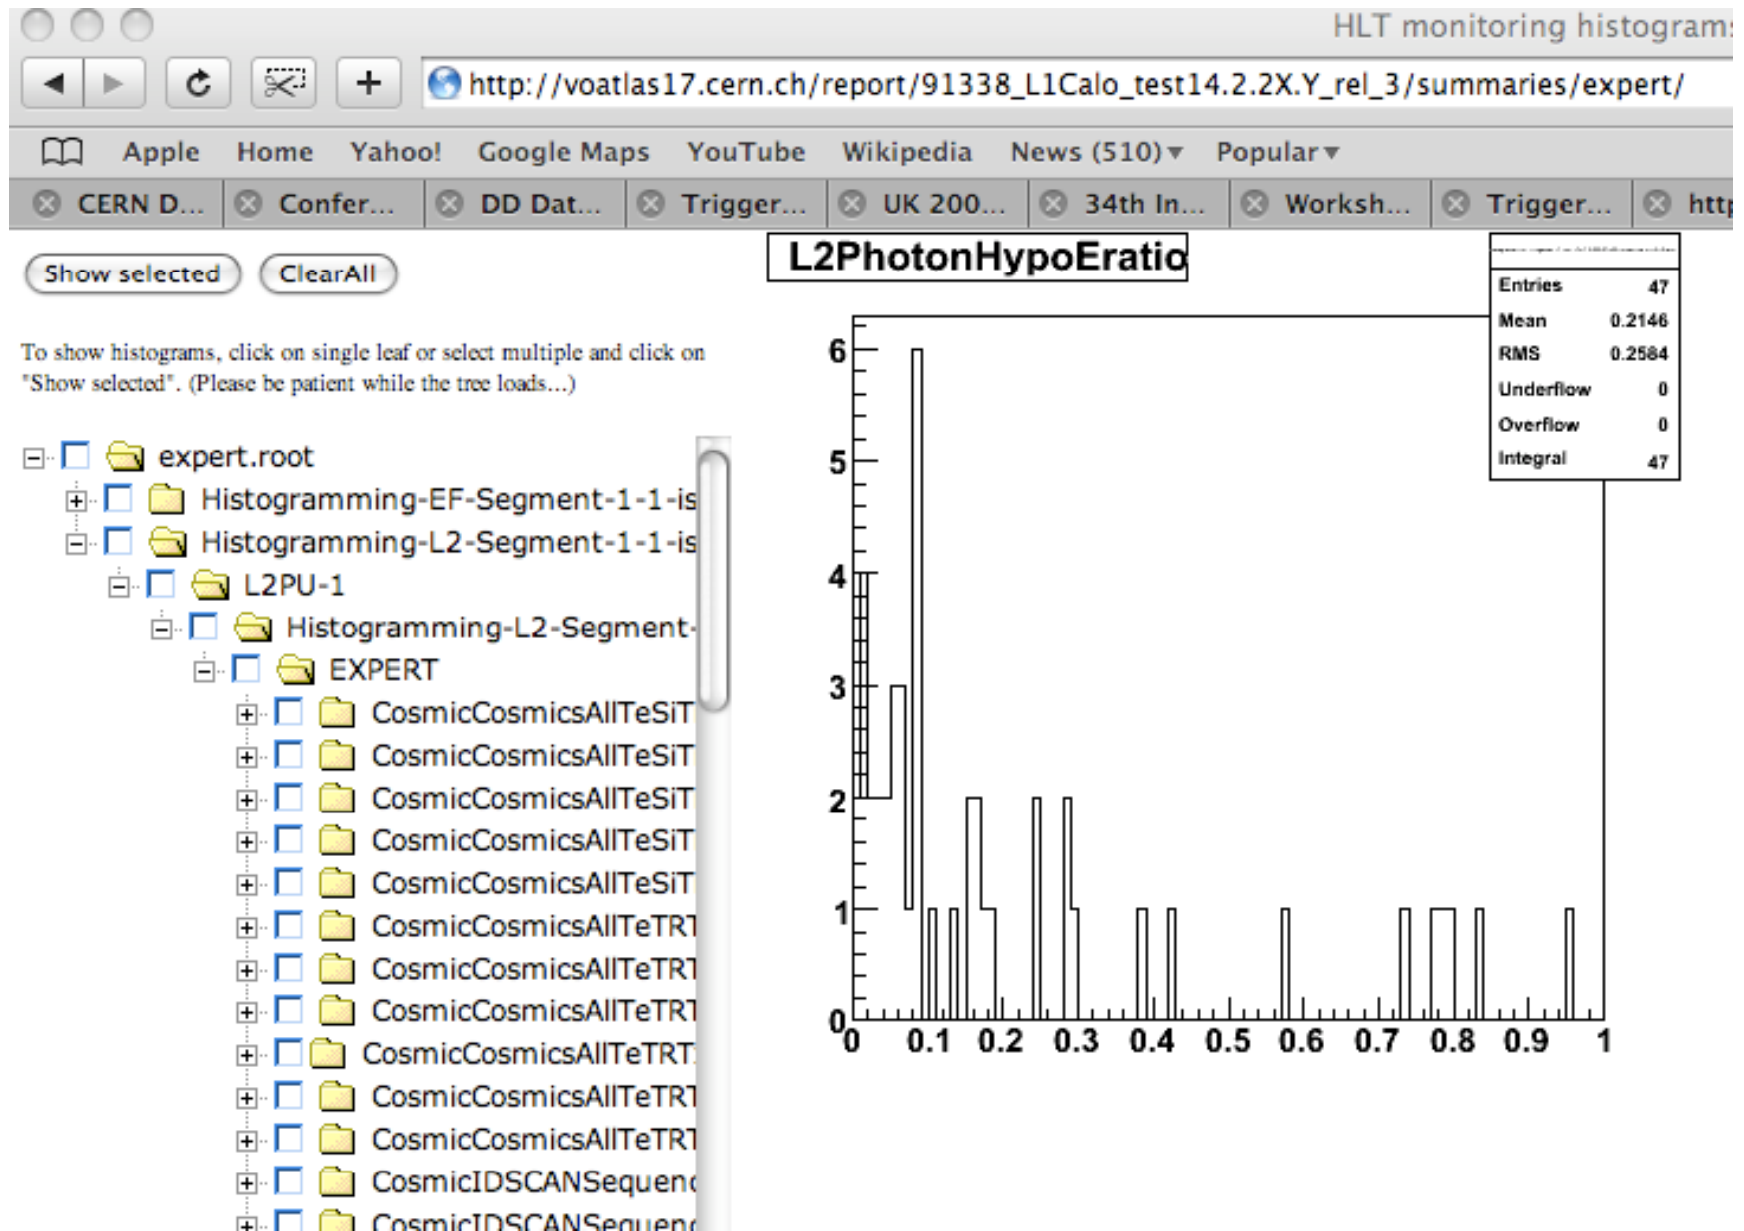 HLT monitoring histogram
http://voatlas17.cern.ch/report/91338_L1Calo_test14.2.2X.Y_rel_3/summaries/expert/
Apple Home Yahoo! Google Maps YouTube Wikipedia News (510) Popular
CERN D... Confer... DD Dat... Trigger... UK 200... 34th In... Worksh... Trigger... http
Show selected ClearAll
To show histograms, click on single leaf or select multiple and click on
"Show selected". (Please be patient while the tree loads...)
expert.root
Histogramming-EF-Segment-1-1-is
Histogramming-L2-Segment-1-1-is
L2PU-1
Histogramming-L2-Segment-
EXPERT
CosmicCosmicsAllTeSiT
CosmicCosmicsAllTeSiT
CosmicCosmicsAllTeSiT
CosmicCosmicsAllTeSiT
CosmicCosmicsAllTeSiT
CosmicCosmicsAllTeTRT
CosmicCosmicsAllTeTRT
CosmicCosmicsAllTeTRT
CosmicCosmicsAllTeTRT
CosmicCosmicsAllTeTRT
CosmicCosmicsAllTeTRT
CosmicIDSCANSequenc
CosmicIDSCANSequenc
L2PhotonHypoEratio
Entries 47
Mean 0.2146
RMS 0.2584
Underflow 0
Overflow 0
Integral 47
6
5
4
3
2
1
0
0 0.1 0.2 0.3 0.4 0.5 0.6 0.7 0.8 0.9 1